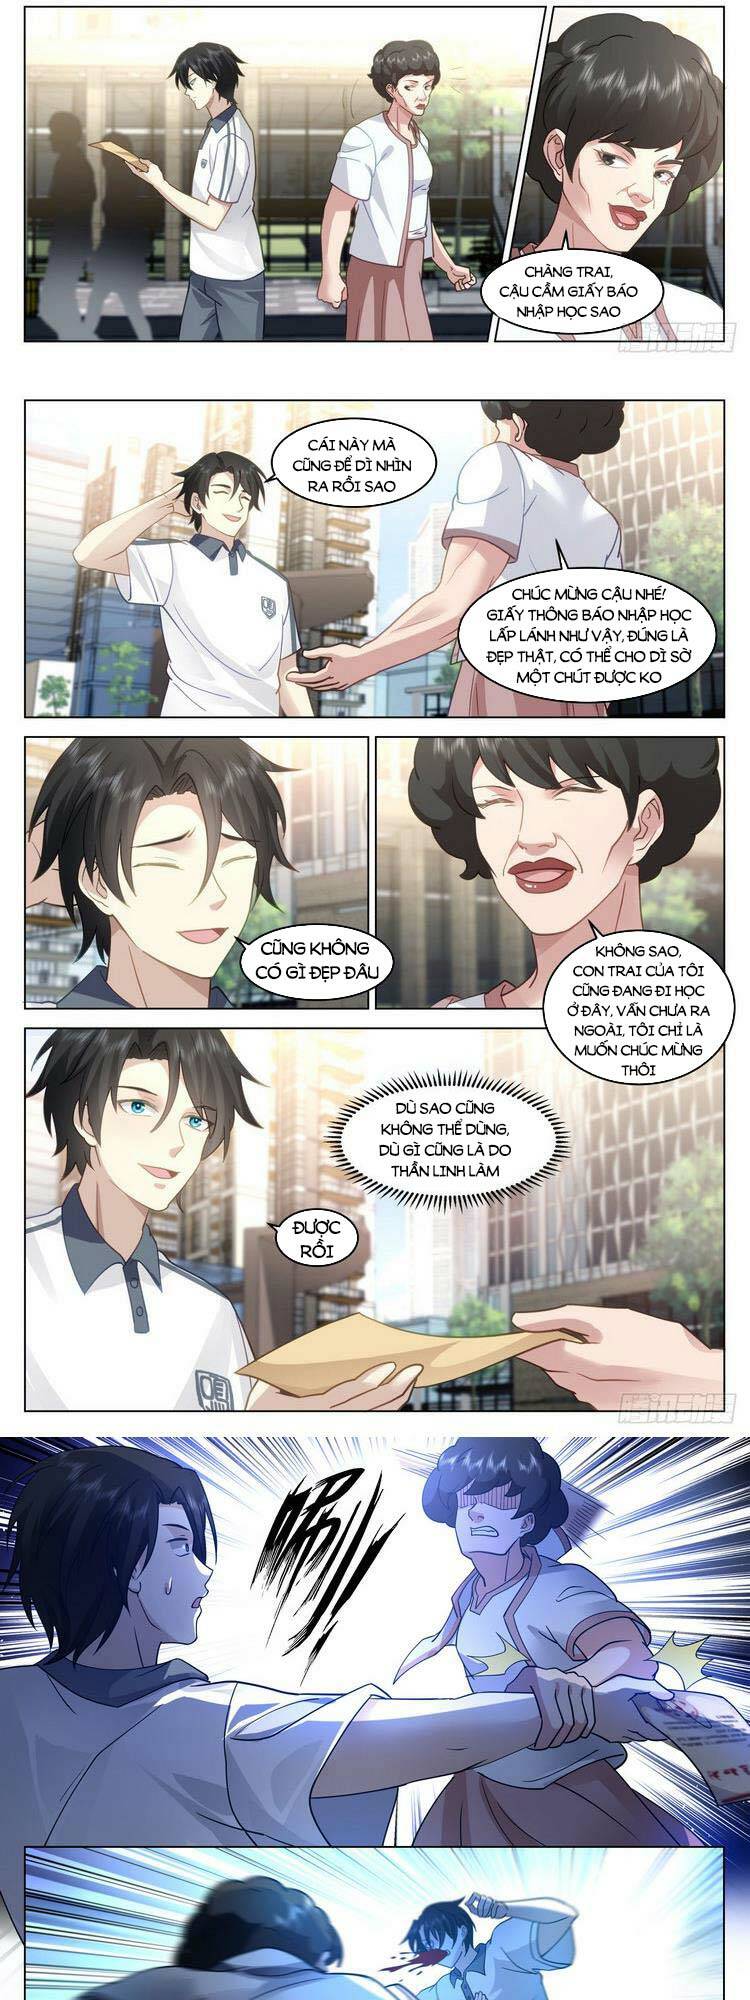 CHÀNG TRAI,
CẬU CẦM GIẤY BÁO
NHẬP HỌC SAO
CÁI NÀY MÀ
CŨNG ĐỂ DÌ NHÌN
RA RỒI SAO
CHÚC MỪNG CẬU NHÉ!
GIẤY THÔNG BÁO NHẬP HỌC
LẤP LÁNH NHƯ VẬY, ĐÚNG LÀ
ĐẸP THẬT, CÓ THỂ CHO DÌ SỜ
MỘT CHÚT ĐƯỢC KO
CŨNG KHÔNG
CÓ GÌ ĐẸP ĐÂU
KHÔNG SAO,
CON TRAI CỦA TÔI
CŨNG ĐANG ĐI HỌC
Ở ĐÂY, VẪN CHƯA RA
NGOÀI, TÔI CHỈ LÀ
MUỐN CHÚC MỪNG
THÔI
DÙ SAO CŨNG
KHÔNG THỂ DÙNG,
DÙ GÌ CŨNG LÀ DO
THẦN LINH LÀM
ĐƯỢC
RỒI